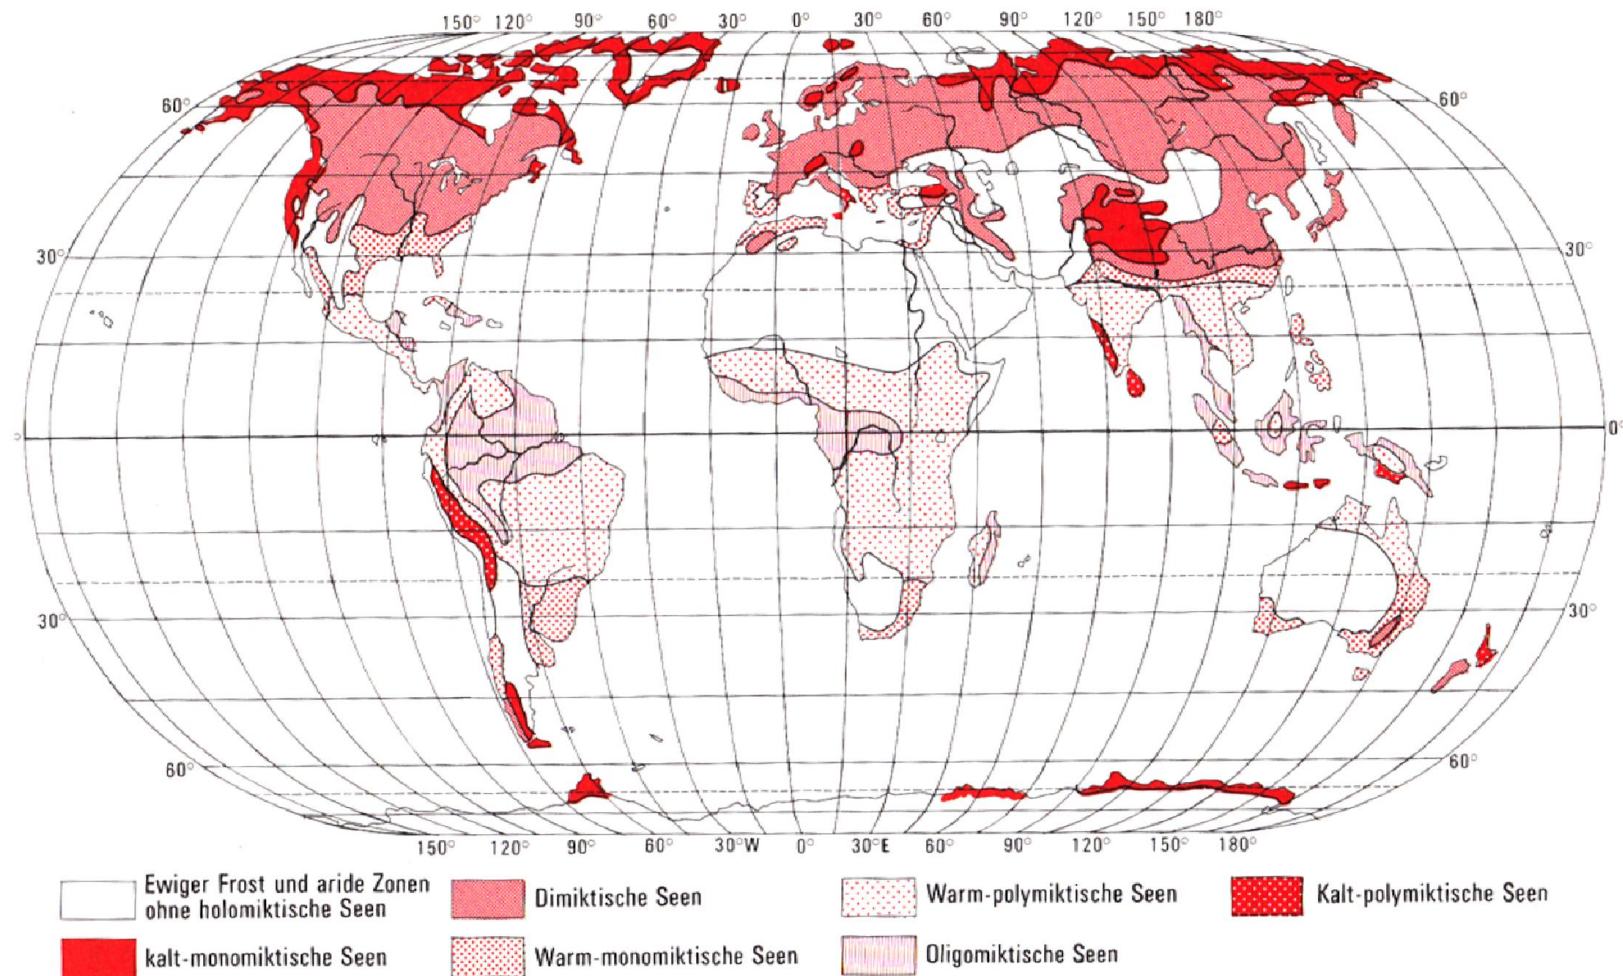 150° 120° 90° 60° 30° 0° 30° 60° 90° 120° 150° 180°
60° 60°
30° 30°
0°
30° 30°
60° 60°
150° 120° 90° 60° 30°W 0° 30°E 60° 90° 120° 150° 180°
Ewiger Frost und aride Zonen
ohne holomiktische Seen
Dimiktische Seen
Warm-polymiktische Seen
Kalt-polymiktische Seen
kalt-monomiktische Seen
Warm-monomiktische Seen
Oligomiktische Seen